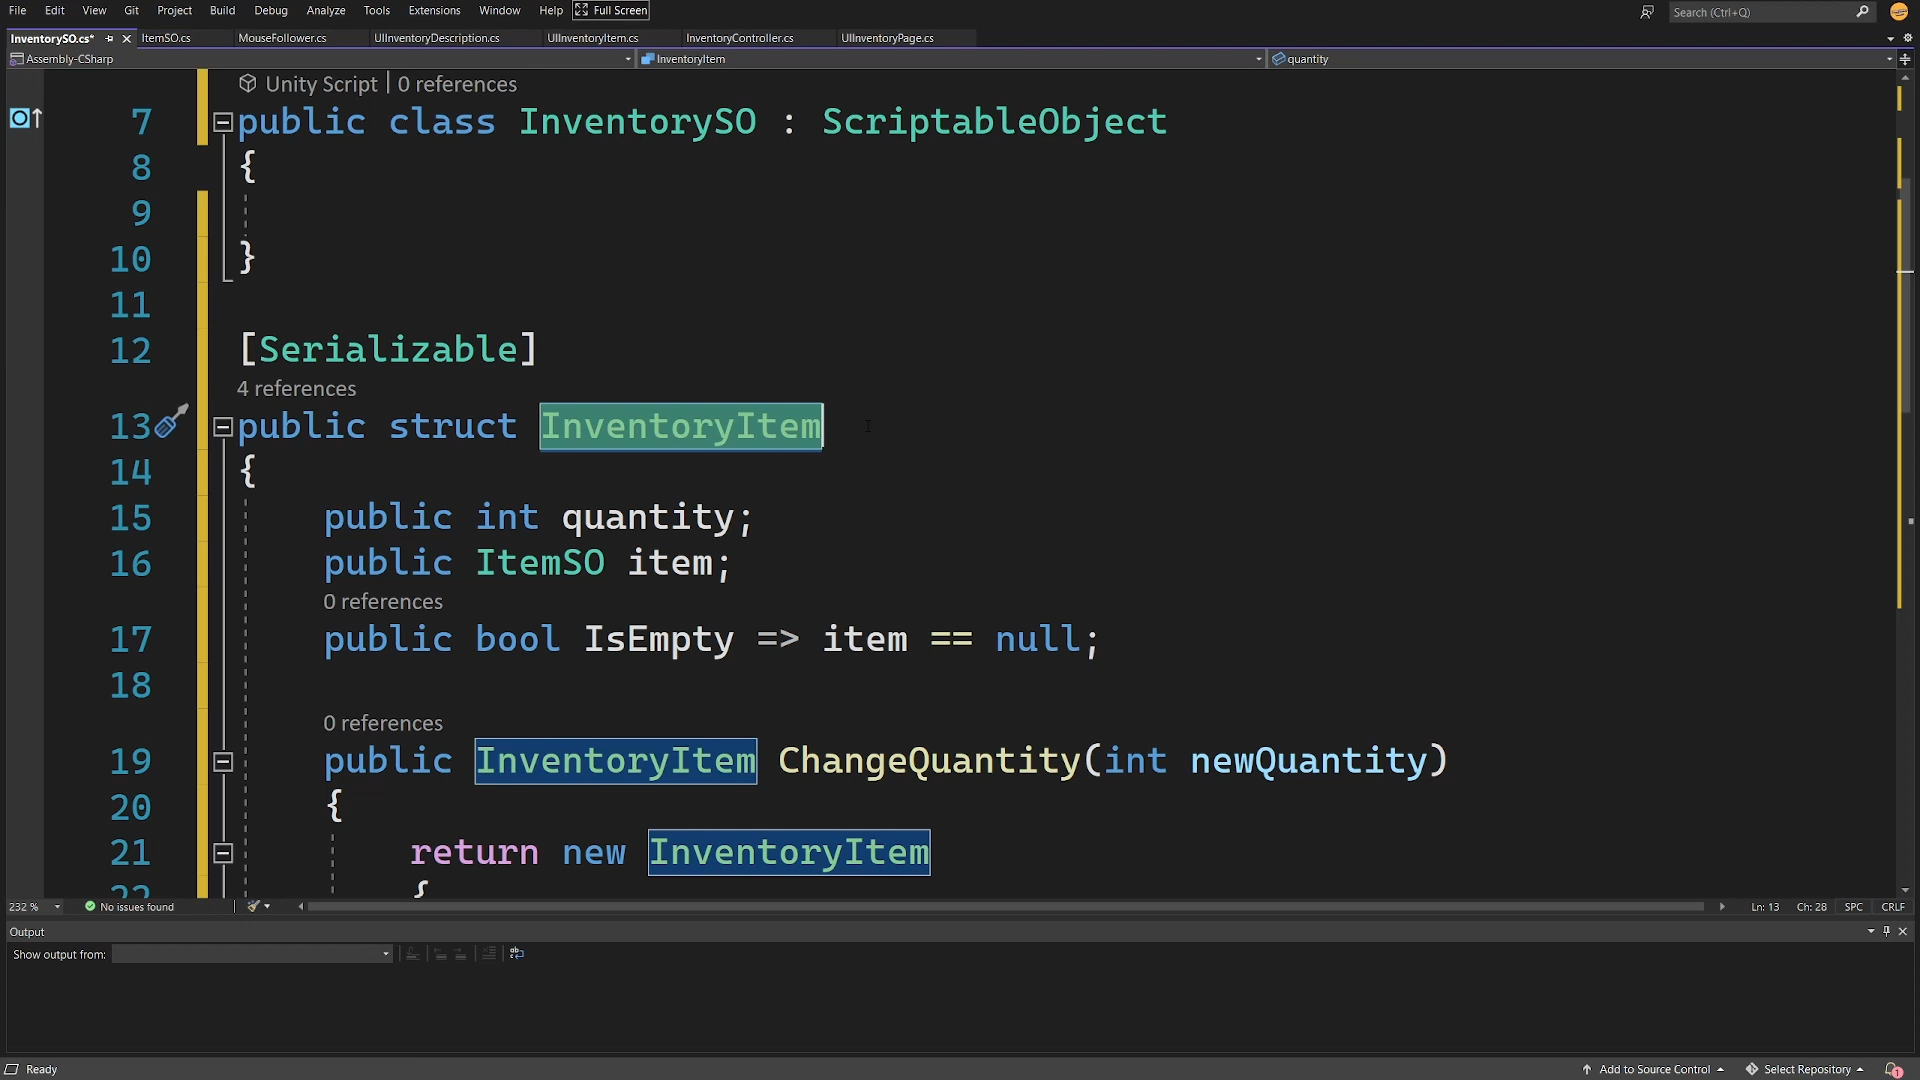 File Edit View Git Project Build Debug Analyze Tools Extensions Window Help Full Screen Search (Ctrl+Q)
InventorySO.cs* ItemSO.cs MouseFollower.cs UIInventoryDescription.cs UIInventoryItem.cs InventoryController.cs UIInventoryPage.cs
Assembly-CSharp InventoryItem quantity
Unity Script | 0 references
7 public class InventorySO : ScriptableObject
8 {
9
10 }
11
12 [Serializable]
4 references
13 public struct InventoryItem
14 {
15 public int quantity;
16 public ItemSO item;
0 references
17 public bool IsEmpty => item == null;
18
0 references
19 public InventoryItem ChangeQuantity(int newQuantity)
20 {
21 return new InventoryItem
22 {
232 % No issues found Ln: 13 Ch: 28 SPC CRLF
Output
Show output from:
Ready Add to Source Control Select Repository 1